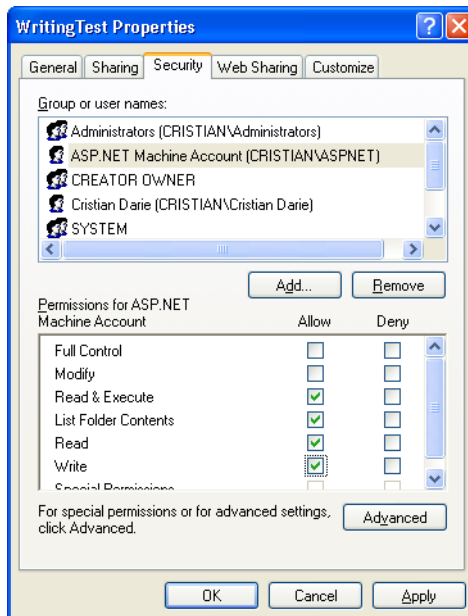 WritingTest Properties
General Sharing Security Web Sharing Customize
Group or user names:
Administrators (CRISTIAN\Administrators)
ASP.NET Machine Account (CRISTIAN\ASPNET)
CREATOR OWNER
Cristian Darie (CRISTIAN\Cristian Darie)
SYSTEM
Add... Remove
Permissions for ASP.NET
Machine Account Allow Deny
Full Control
Modify
Read & Execute
List Folder Contents
Read
Write
Special Permissions
For special permissions or for advanced settings,
click Advanced.
Advanced
OK Cancel Apply